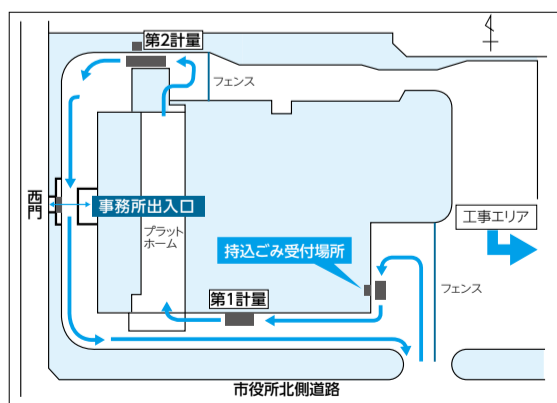 第2計量
フェンス
西門
事務所出入口
プラット
ホーム
工事エリア
持込ごみ受付場所
第1計量
フェンス
市役所北側道路